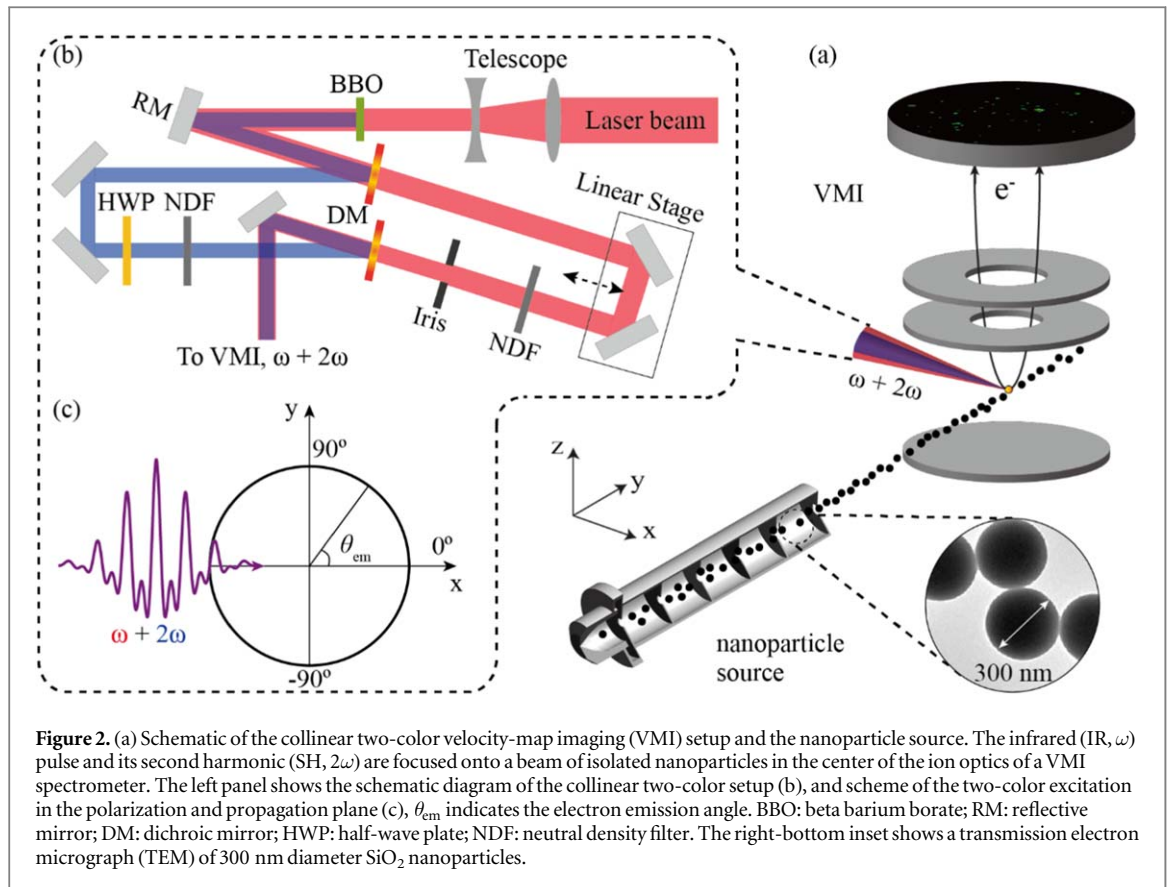 (b)
Telescope
(a)
BBO
RM
Laser beam
Linear Stage
VMI
e-
HWP
NDF
DM
Iris
NDF
To VMI, ω + 2ω
ω + 2ω
(c)
y
90º
θem
0º
x
ω + 2ω
-90º
z
y
x
nanoparticle
source
300 nm
Figure 2. (a) Schematic of the collinear two-color velocity-map imaging (VMI) setup and the nanoparticle source. The infrared (IR, ω)
pulse and its second harmonic (SH, 2ω) are focused onto a beam of isolated nanoparticles in the center of the ion optics of a VMI
spectrometer. The left panel shows the schematic diagram of the collinear two-color setup (b), and scheme of the two-color excitation
in the polarization and propagation plane (c), θem indicates the electron emission angle. BBO: beta barium borate; RM: reflective
mirror; DM: dichroic mirror; HWP: half-wave plate; NDF: neutral density filter. The right-bottom inset shows a transmission electron
micrograph (TEM) of 300 nm diameter SiO2 nanoparticles.